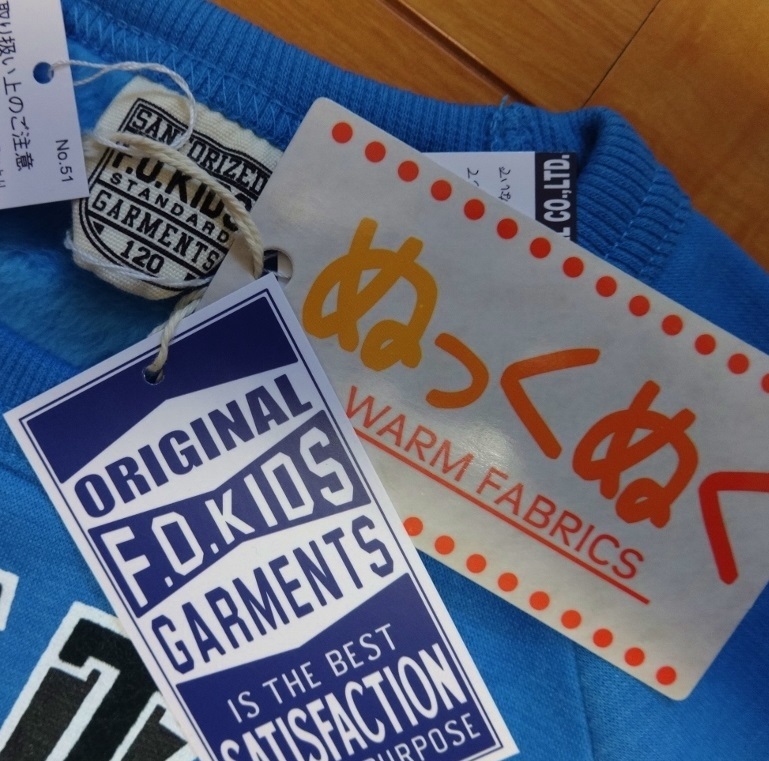 取り扱い上のご注意
No.51
SANFORIZED
F.O.KIDS
STANDARD
GARMENTS
120
CO.,LTD.
ぬっくぬく
WARM FABRICS
ORIGINAL
F.O.KIDS
GARMENTS
IS THE BEST
SATISFACTION
PURPOSE